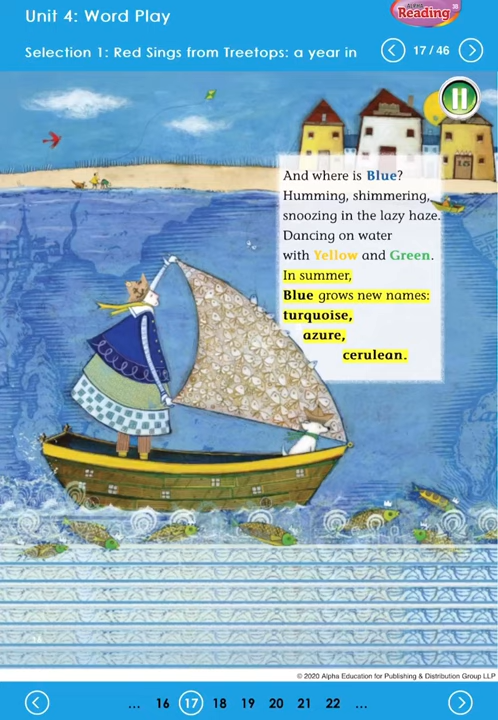 Unit 4: Word Play
ALPHA
Reading
Selection 1: Red Sings from Treetops: a year in
17 / 46
And where is Blue?
Humming, shimmering,
snoozing in the lazy haze.
Dancing on water
with Yellow and Green.
In summer,
Blue grows new names:
turquoise,
azure,
cerulean.
© 2020 Alpha Education for Publishing & Distribution Group LLP
... 16 17 18 19 20 21 22 ...